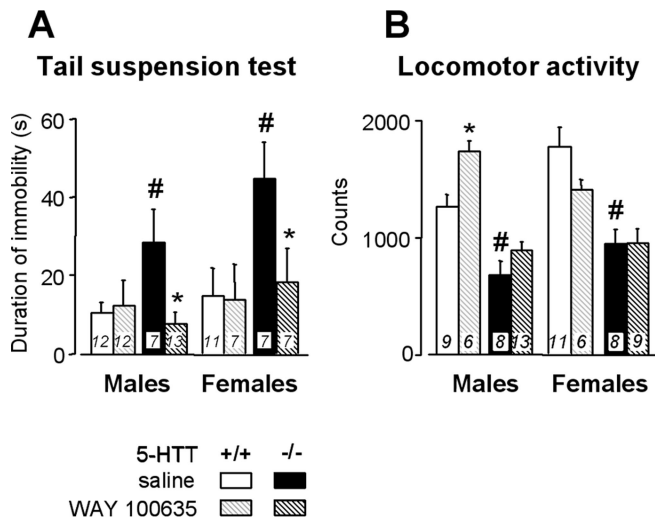 A
Tail suspension test
Duration of immobility (s)
60
40
20
0
#
*
#
*
12 12 7 13 11 7 7 7
Males Females
B
Locomotor activity
Counts
2000
1000
0
*
#
#
9 6 8 13 11 6 8 9
Males Females
5-HTT +/+ -/-
saline
WAY 100635